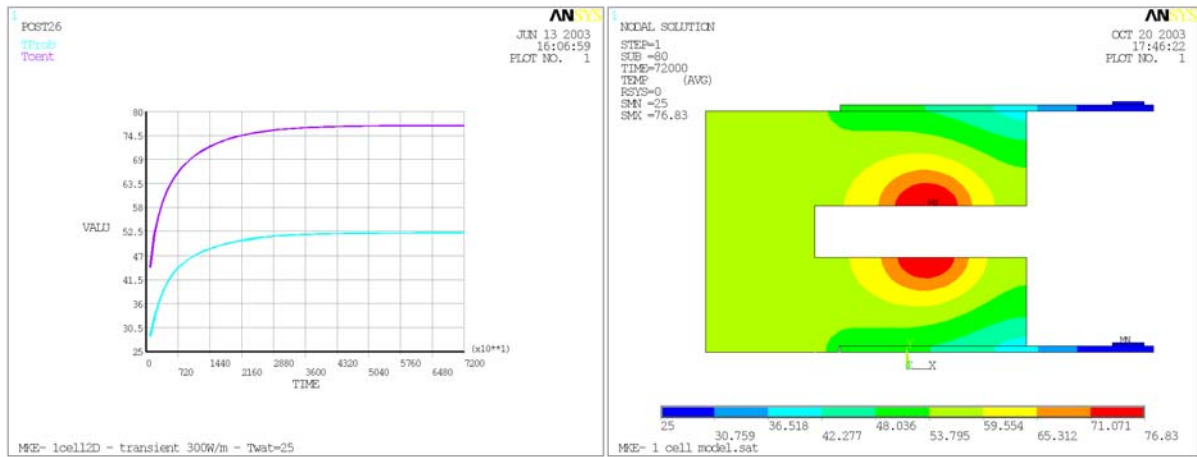 1
ANSYS
POST26
JUN 13 2003
16:06:59
PLOT NO. 1
TProb
Tcent
80
74.5
69
63.5
58
52.5
47
41.5
36
30.5
25
VALU
0
720
1440
2160
2880
3600
4320
5040
5760
6480
7200
(x10**1)
TIME
MKE- 1cell2D - transient 300W/m - Twat=25
1
ANSYS
NODAL SOLUTION
OCT 20 2003
17:46:22
PLOT NO. 1
STEP=1
SUB =80
TIME=72000
TEMP (AVG)
RSYS=0
SMN =25
SMX =76.83
MX
MN
Y
Z X
25
30.759
36.518
42.277
48.036
53.795
59.554
65.312
71.071
76.83
MKE- 1 cell model.sat